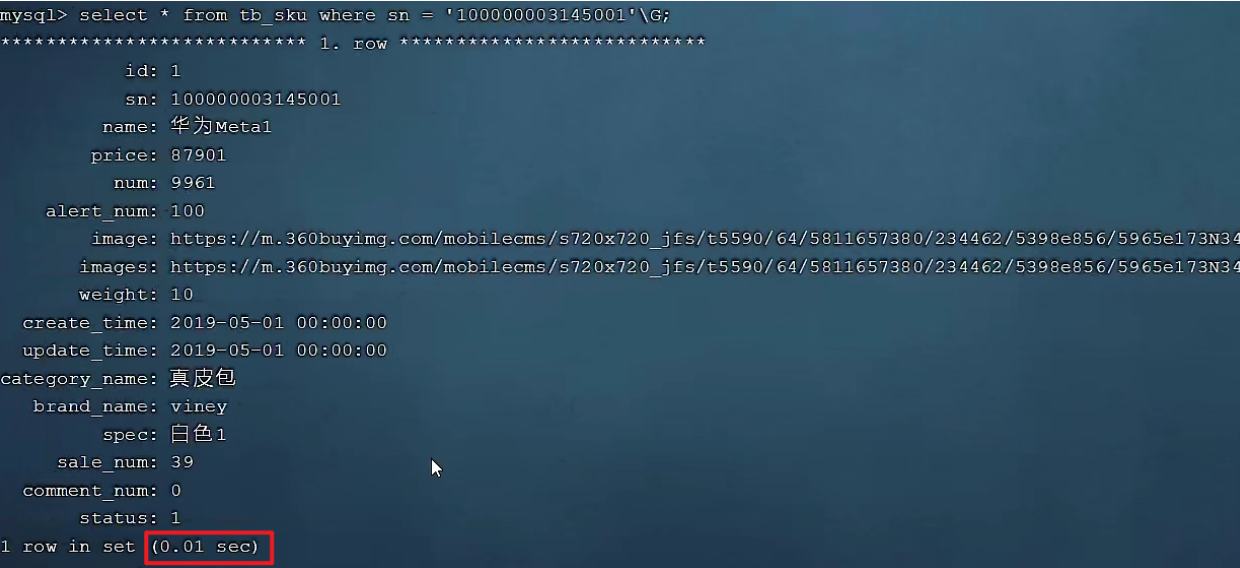 mysql> select * from tb_sku where sn = '100000003145001'\G;
*************************** 1. row ***************************
id: 1
sn: 100000003145001
name: 华为Meta1
price: 87901
num: 9961
alert_num: 100
image: https://m.360buyimg.com/mobilecms/s720x720_jfs/t5590/64/5811657380/234462/5398e856/5965e173N34
images: https://m.360buyimg.com/mobilecms/s720x720_jfs/t5590/64/5811657380/234462/5398e856/5965e173N34
weight: 10
create_time: 2019-05-01 00:00:00
update_time: 2019-05-01 00:00:00
category_name: 真皮包
brand_name: viney
spec: 白色1
sale_num: 39
comment_num: 0
status: 1
1 row in set (0.01 sec)